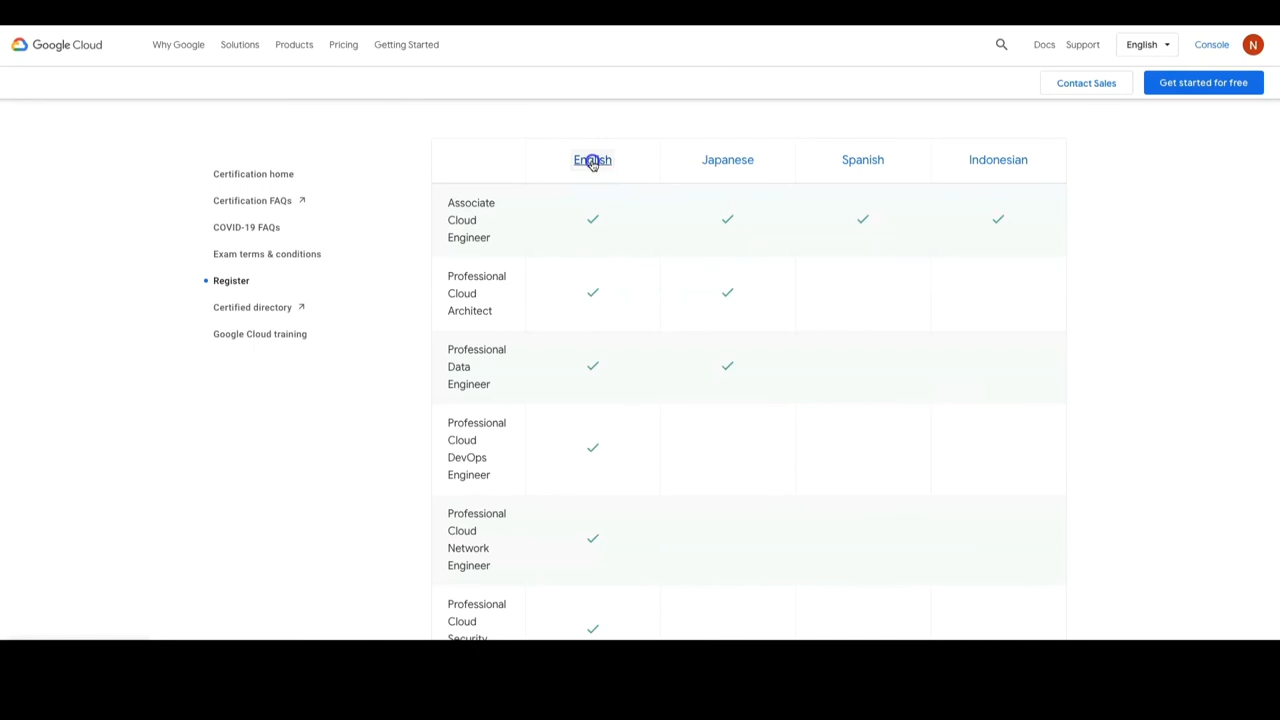 Google Cloud
Why Google
Solutions
Products
Pricing
Getting Started
Docs
Support
English
Console
N
Contact Sales
Get started for free
Certification home
Certification FAQs
COVID-19 FAQs
Exam terms & conditions
Register
Certified directory
Google Cloud training
English
Japanese
Spanish
Indonesian
Associate
Cloud
Engineer
Professional
Cloud
Architect
Professional
Data
Engineer
Professional
Cloud
DevOps
Engineer
Professional
Cloud
Network
Engineer
Professional
Cloud
Security